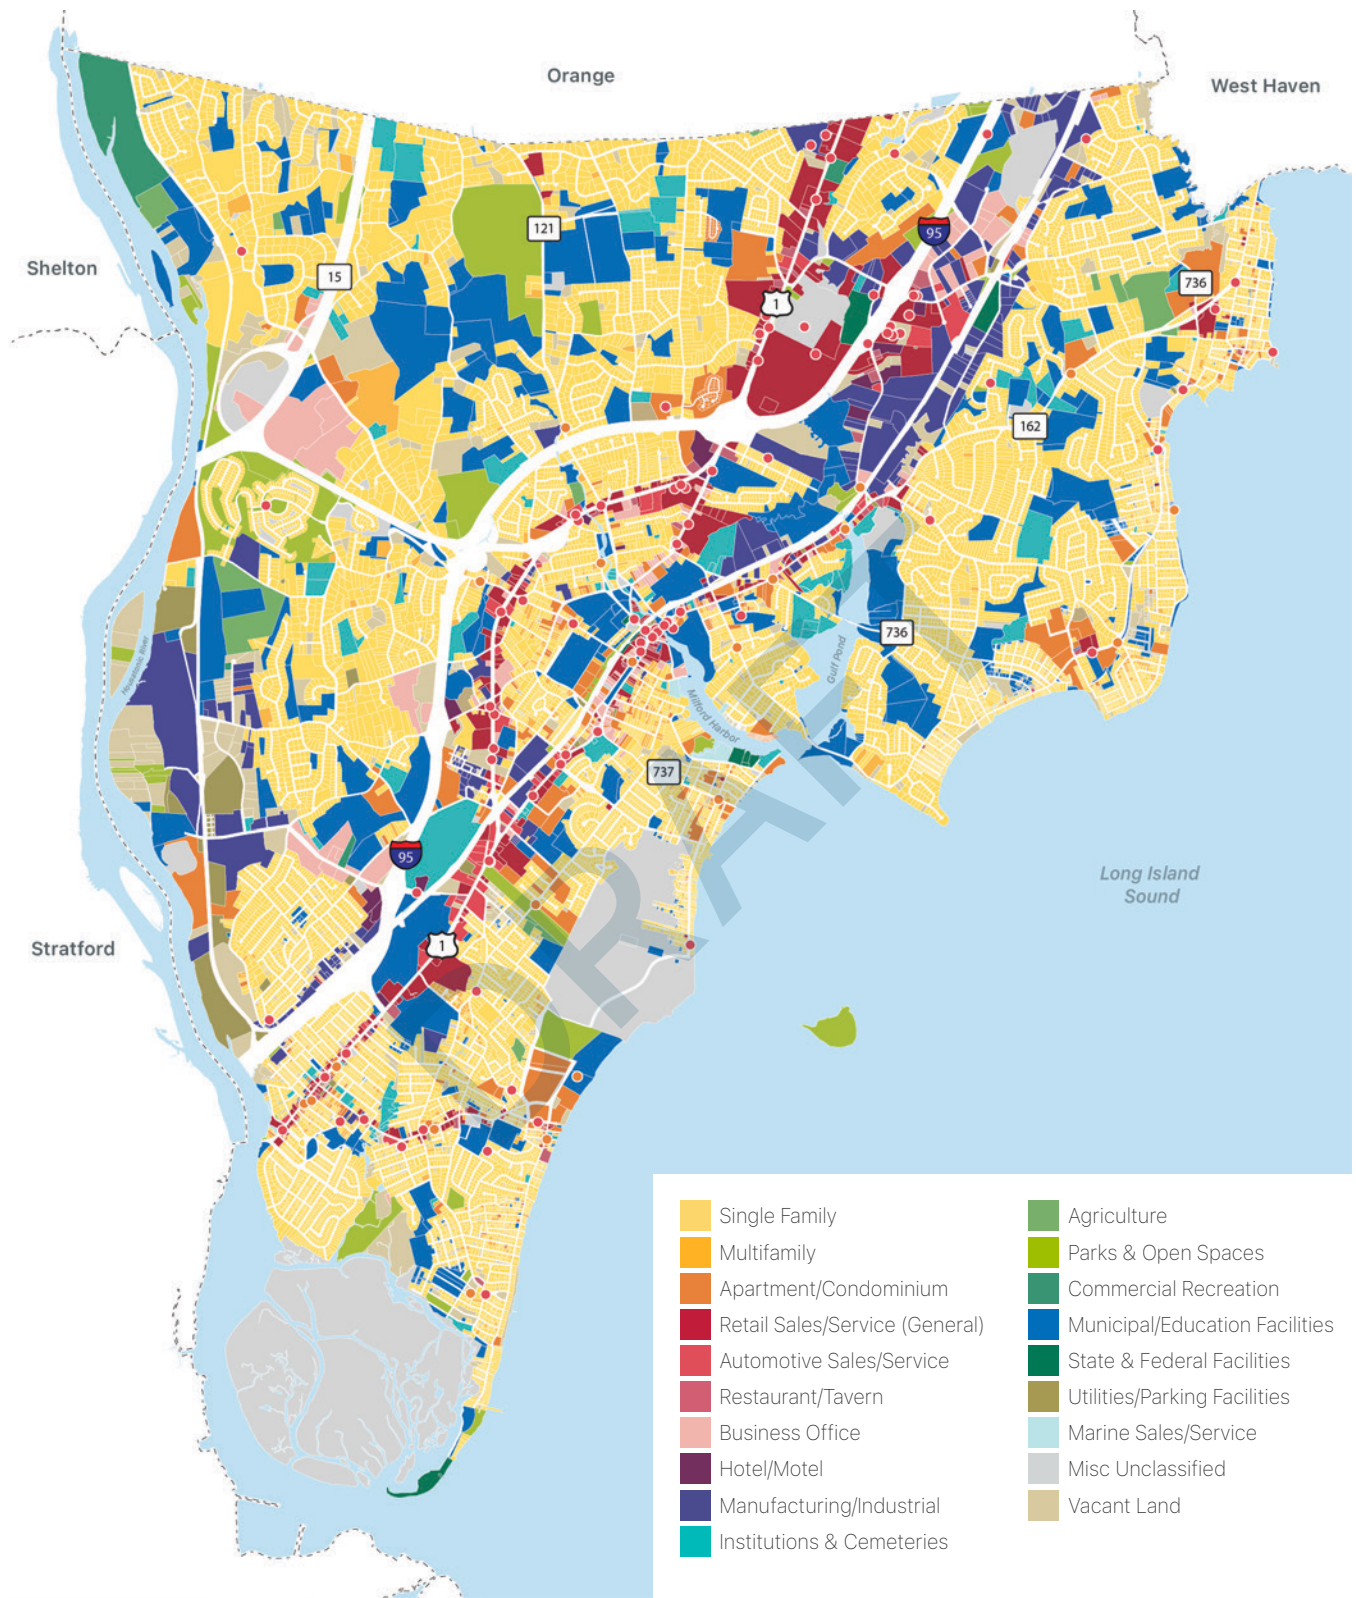 Orange
West Haven
121
95
Shelton
15
736
1
162
736
Housatonic River
Gulf Pond
Milford Harbor
737
95
Long Island
Sound
1
Stratford
DRAFT
Single Family
Multifamily
Apartment/Condominium
Retail Sales/Service (General)
Automotive Sales/Service
Restaurant/Tavern
Business Office
Hotel/Motel
Manufacturing/Industrial
Institutions & Cemeteries
Agriculture
Parks & Open Spaces
Commercial Recreation
Municipal/Education Facilities
State & Federal Facilities
Utilities/Parking Facilities
Marine Sales/Service
Misc Unclassified
Vacant Land